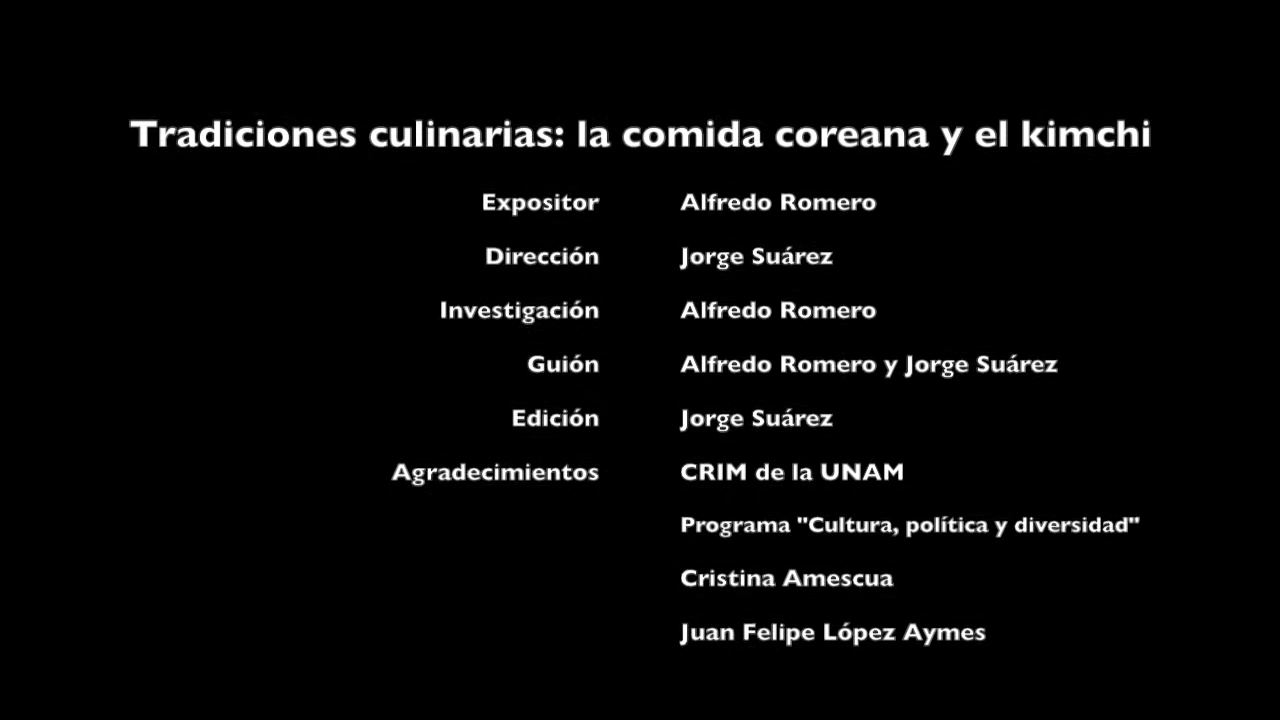 Tradiciones culinarias: la comida coreana y el kimchi
Expositor Alfredo Romero
Dirección Jorge Suárez
Investigación Alfredo Romero
Guión Alfredo Romero y Jorge Suárez
Edición Jorge Suárez
Agradecimientos CRIM de la UNAM
Programa "Cultura, política y diversidad"
Cristina Amescua
Juan Felipe López Aymes